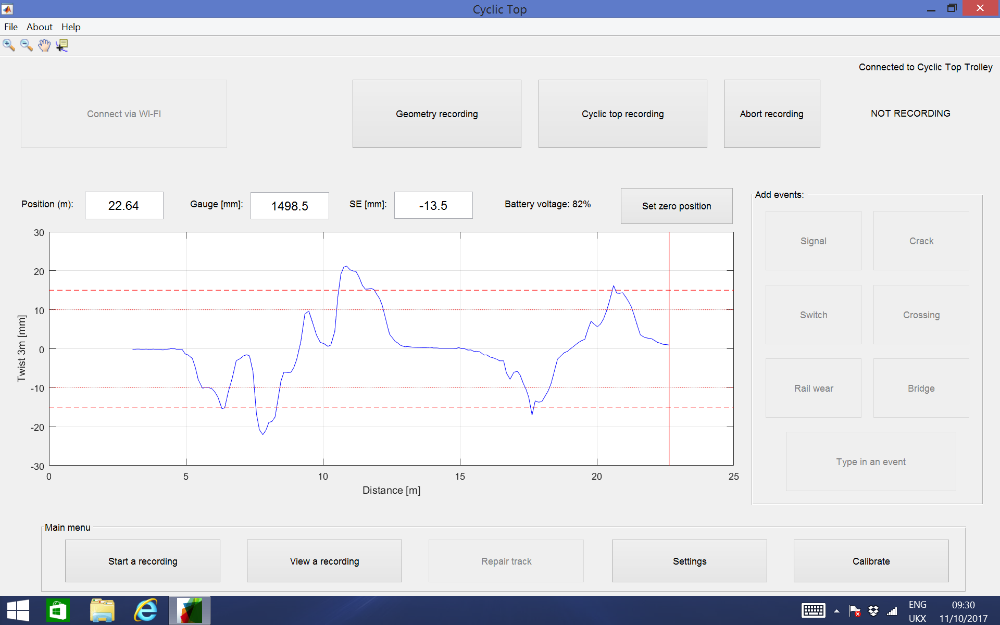 Cyclic Top
File About Help
Connected to Cyclic Top Trolley
Connect via WI-FI
Geometry recording
Cyclic top recording
Abort recording
NOT RECORDING
Position (m):
22.64
Gauge [mm]:
1498.5
SE [mm]:
-13.5
Battery voltage: 82%
Set zero position
Add events:
Signal
Crack
Switch
Crossing
Rail wear
Bridge
Type in an event
Twist 3m [mm]
30
20
10
0
-10
-20
-30
0 5 10 15 20 25
Distance [m]
Main menu
Start a recording
View a recording
Repair track
Settings
Calibrate
ENG
UKX
09:30
11/10/2017